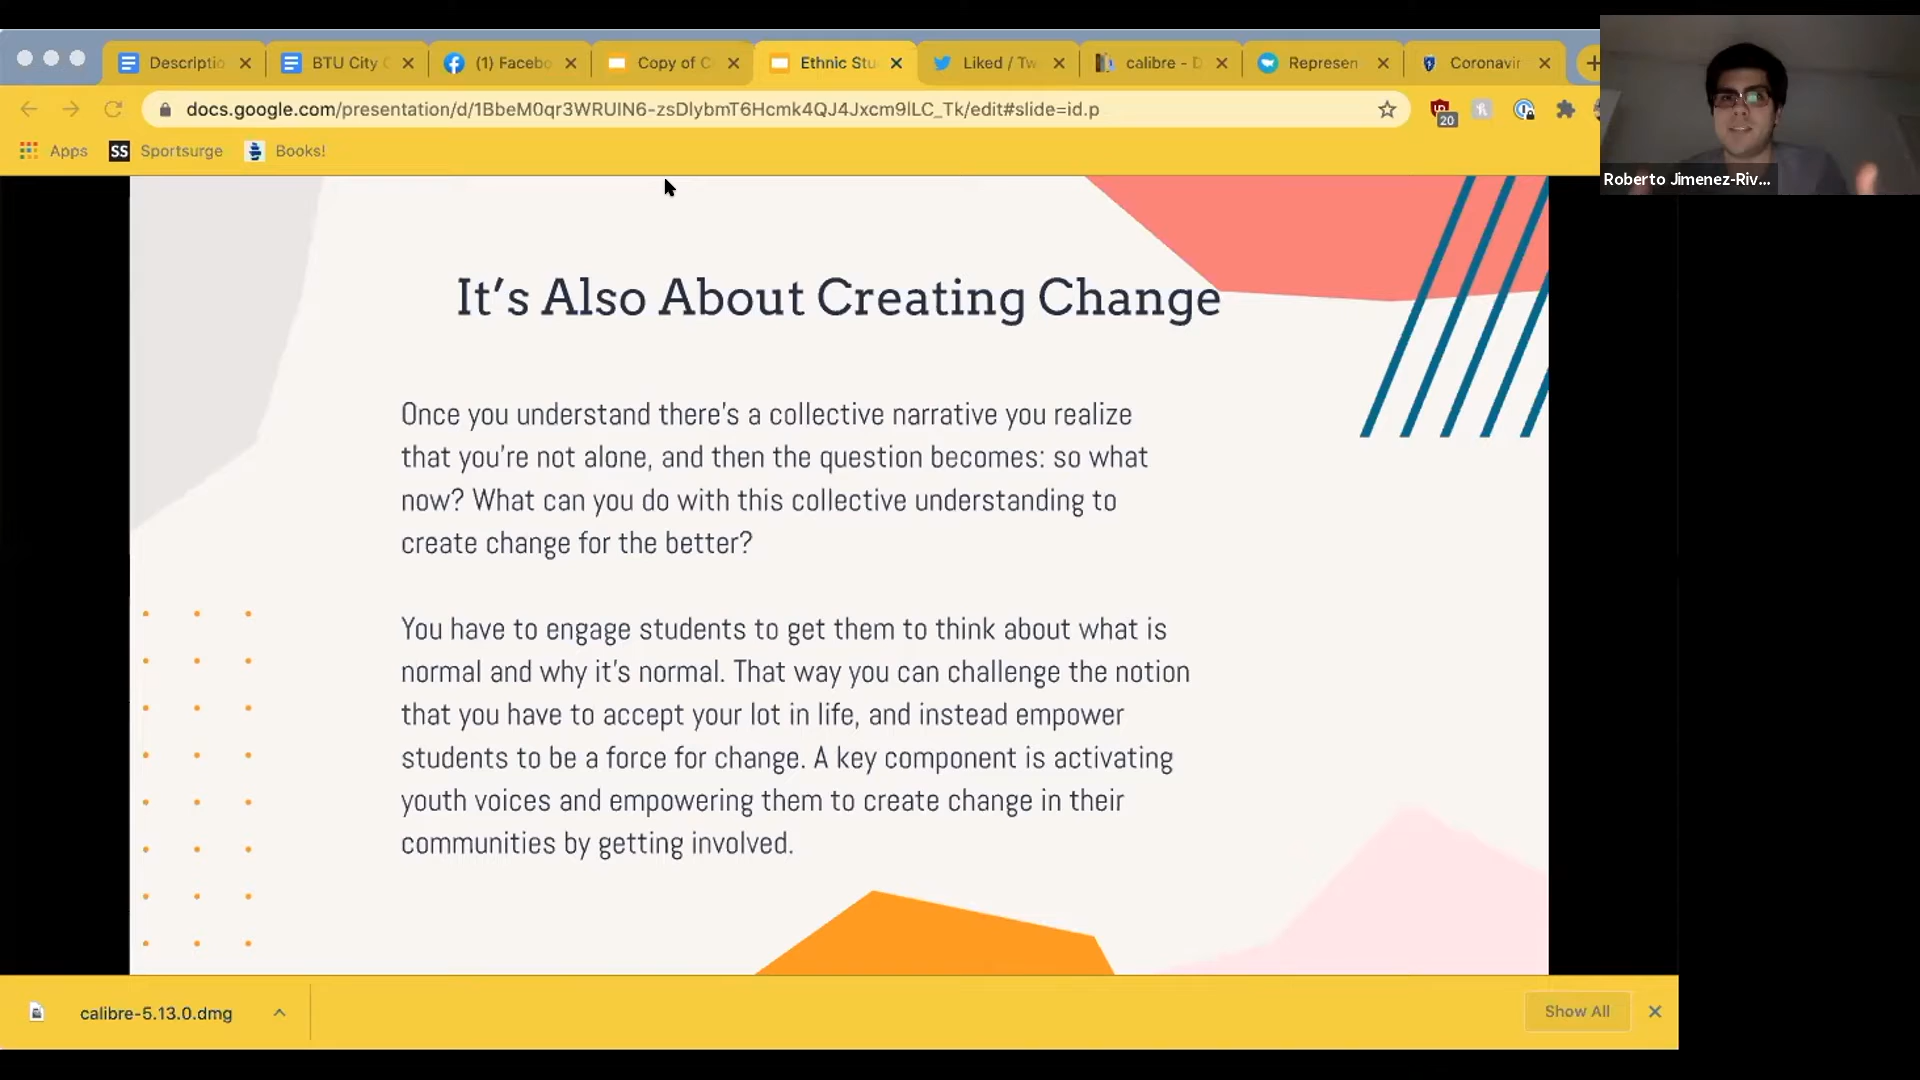 Descriptio
BTU City
(1) Facebo
Copy of C
Ethnic Stu
Liked / Tw
calibre - D
Represen
Coronavir
docs.google.com/presentation/d/1BbeM0qr3WRUIN6-zsDlybmT6Hcmk4QJ4Jxcm9ILC_Tk/edit#slide=id.p
20
Apps
SS Sportsurge
Books!
Roberto Jimenez-Riv...
It's Also About Creating Change
Once you understand there's a collective narrative you realize
that you're not alone, and then the question becomes: so what
now? What can you do with this collective understanding to
create change for the better?
You have to engage students to get them to think about what is
normal and why it's normal. That way you can challenge the notion
that you have to accept your lot in life, and instead empower
students to be a force for change. A key component is activating
youth voices and empowering them to create change in their
communities by getting involved.
calibre-5.13.0.dmg
Show All